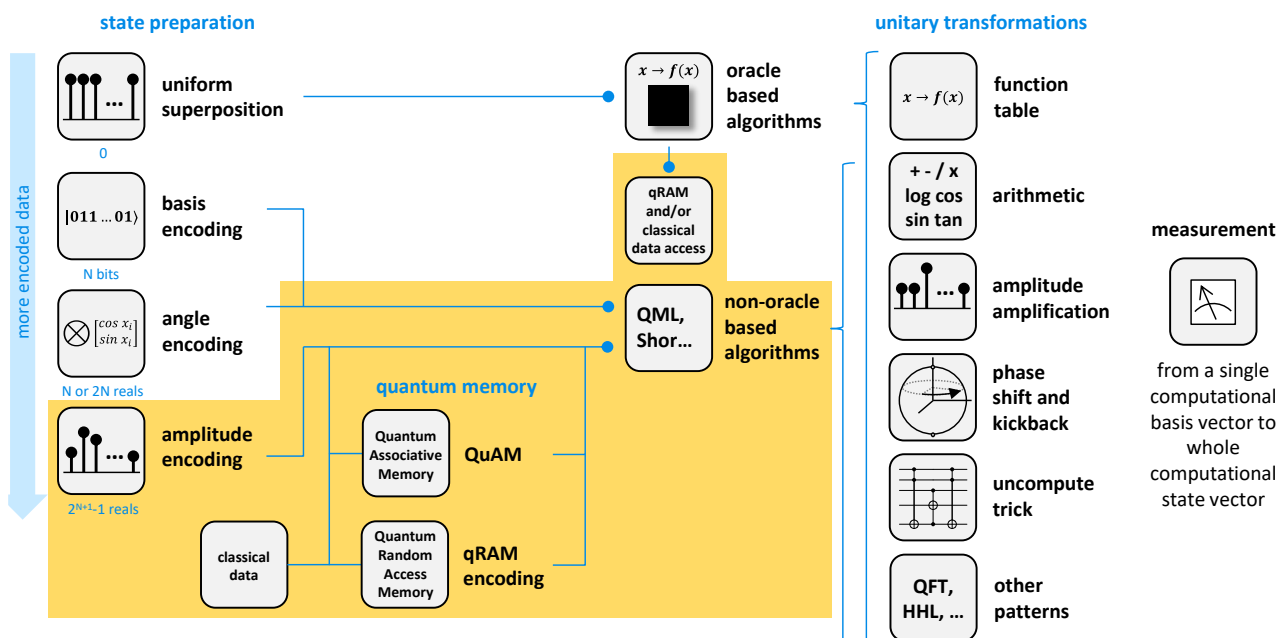 state preparation
unitary transformations
more encoded data
uniform
superposition
0
|011 … 01⟩
basis
encoding
N bits
⊗ [cos xᵢ
sin xᵢ]
angle
encoding
N or 2N reals
amplitude
encoding
2ᴺ⁺¹-1 reals
x → f(x)
oracle
based
algorithms
qRAM
and/or
classical
data access
QML,
Shor…
non-oracle
based
algorithms
quantum memory
Quantum
Associative
Memory
QuAM
classical
data
Quantum
Random
Access
Memory
qRAM
encoding
x → f(x)
function
table
+ - / x
log cos
sin tan
arithmetic
...
amplitude
amplification
phase
shift and
kickback
uncompute
trick
QFT,
HHL, …
other
patterns
measurement
from a single
computational
basis vector to
whole
computational
state vector